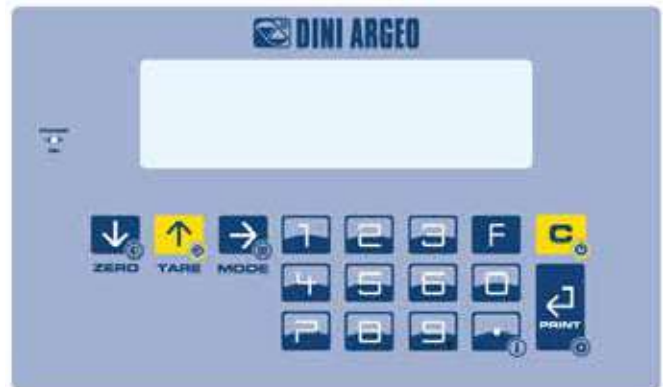 DINI ARGEO
1 2 3 F C
ZERO TARE MODE
4 5 6 0
PRINT
7 8 9 .